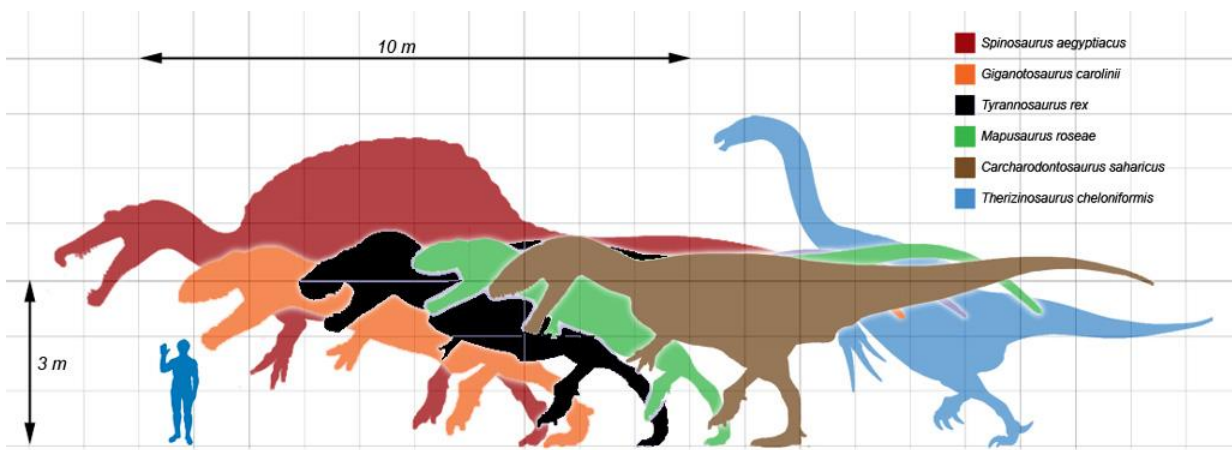 10 m
Spinosaurus aegyptiacus
Giganotosaurus carolinii
Tyrannosaurus rex
Mapusaurus roseae
Carcharodontosaurus saharicus
Therizinosaurus cheloniformis
3 m